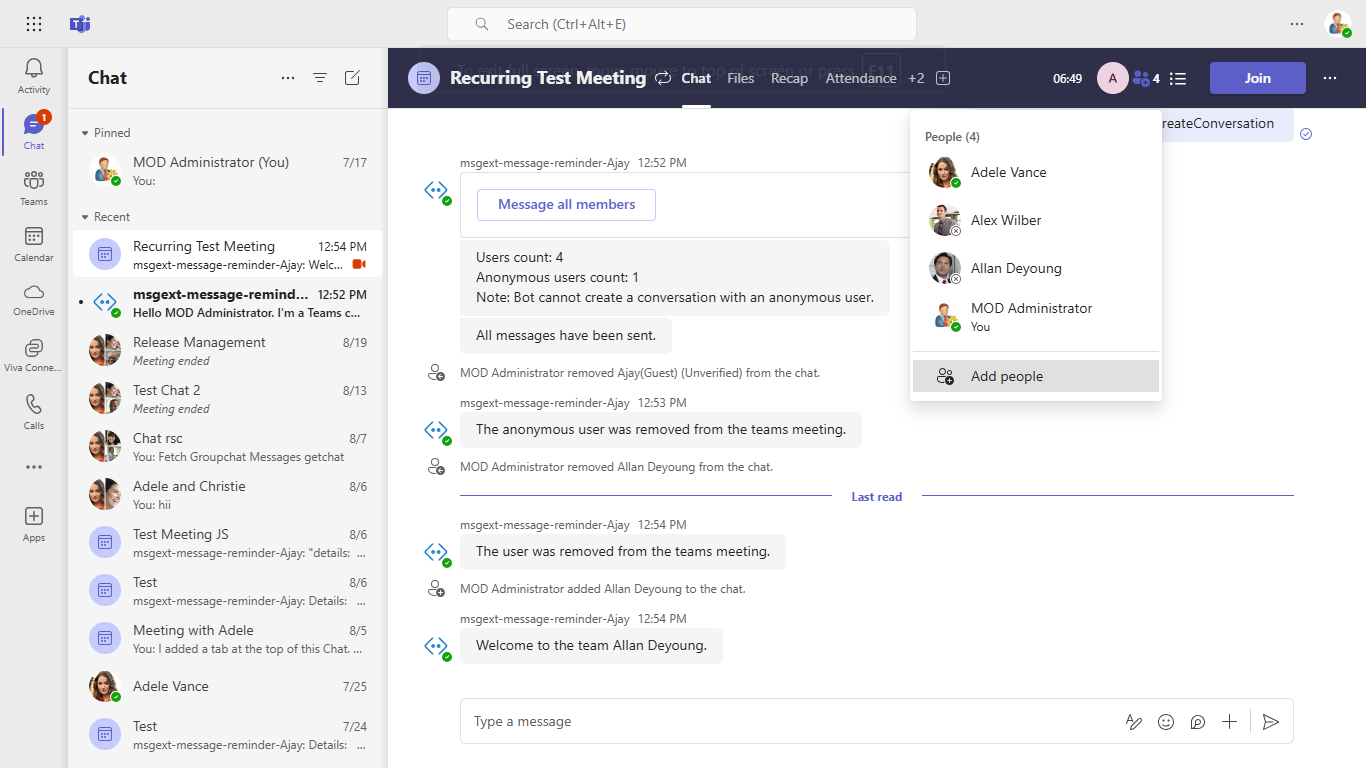 Search (Ctrl+Alt+E)
Activity
1
Chat
Teams
Calendar
OneDrive
Viva Conne...
Calls
Apps
Chat
Pinned
MOD Administrator (You) 7/17
You:
Recent
Recurring Test Meeting 12:54 PM
msgext-message-reminder-Ajay: Welc...
msgext-message-remind... 12:52 PM
Hello MOD Administrator. I'm a Teams c...
Release Management 8/19
Meeting ended
Test Chat 2 8/13
Meeting ended
Chat rsc 8/7
You: Fetch Groupchat Messages getchat
Adele and Christie 8/6
You: hii
Test Meeting JS 8/6
msgext-message-reminder-Ajay: "details: ...
Test 8/6
msgext-message-reminder-Ajay: Details: ...
Meeting with Adele 8/5
You: I added a tab at the top of this Chat. ...
Adele Vance 7/25
Test 7/24
msgext-message-reminder-Ajay: Details: ...
To exit full screen, move mouse to top of screen or press F11
Recurring Test Meeting Chat Files Recap Attendance +2 06:49 A 4 Join
reateConversation
msgext-message-reminder-Ajay 12:52 PM
Message all members
Users count: 4
Anonymous users count: 1
Note: Bot cannot create a conversation with an anonymous user.
All messages have been sent.
MOD Administrator removed Ajay(Guest) (Unverified) from the chat.
msgext-message-reminder-Ajay 12:53 PM
The anonymous user was removed from the teams meeting.
MOD Administrator removed Allan Deyoung from the chat.
Last read
msgext-message-reminder-Ajay 12:54 PM
The user was removed from the teams meeting.
MOD Administrator added Allan Deyoung to the chat.
msgext-message-reminder-Ajay 12:54 PM
Welcome to the team Allan Deyoung.
Type a message
People (4)
Adele Vance
Alex Wilber
Allan Deyoung
MOD Administrator
You
Add people